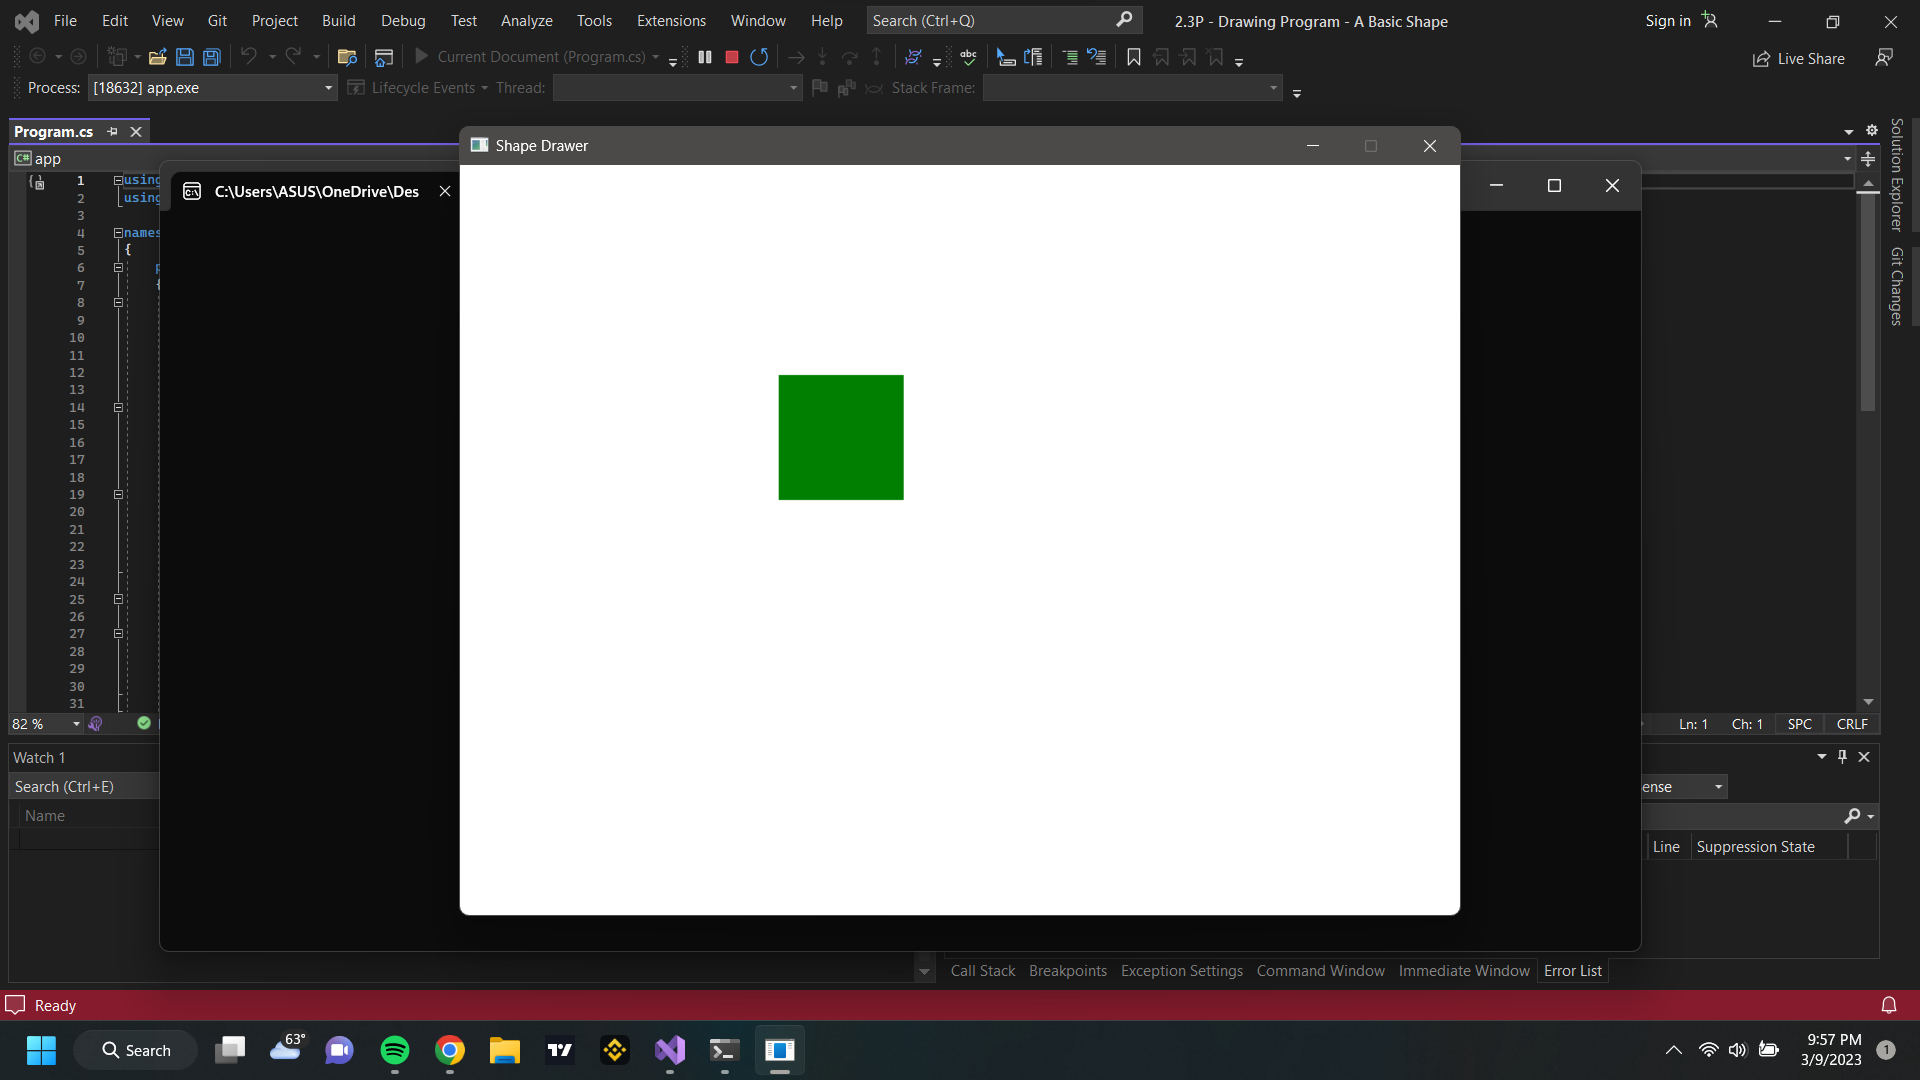 File Edit View Git Project Build Debug Test Analyze Tools Extensions Window Help Search (Ctrl+Q) 2.3P - Drawing Program - A Basic Shape Sign in
Current Document (Program.cs) abc Live Share
Process: [18632] app.exe Lifecycle Events Thread: Stack Frame:
Program.cs
Shape Drawer
C# app
C:\Users\ASUS\OneDrive\Des
1 using
2 using
3
4 names
5 {
6 p
7 {
8
9
10
11
12
13
14
15
16
17
18
19
20
21
22
23
24
25
26
27
28
29
30
31
Solution Explorer
Git Changes
82 % Ln: 1 Ch: 1 SPC CRLF
Watch 1
Search (Ctrl+E) ense
Name
Line Suppression State
Call Stack Breakpoints Exception Settings Command Window Immediate Window Error List
Ready
Search 63° 9:57 PM
3/9/2023 1